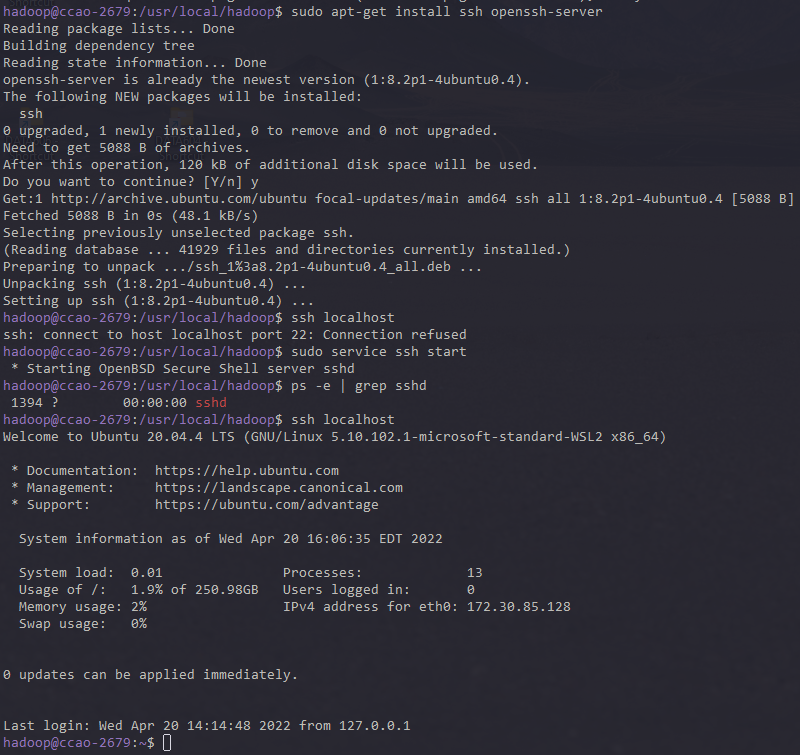 hadoop@ccao-2679:/usr/local/hadoop$ sudo apt-get install ssh openssh-server
Reading package lists... Done
Building dependency tree
Reading state information... Done
openssh-server is already the newest version (1:8.2p1-4ubuntu0.4).
The following NEW packages will be installed:
  ssh
0 upgraded, 1 newly installed, 0 to remove and 0 not upgraded.
Need to get 5088 B of archives.
After this operation, 120 kB of additional disk space will be used.
Do you want to continue? [Y/n] y
Get:1 http://archive.ubuntu.com/ubuntu focal-updates/main amd64 ssh all 1:8.2p1-4ubuntu0.4 [5088 B]
Fetched 5088 B in 0s (48.1 kB/s)
Selecting previously unselected package ssh.
(Reading database ... 41929 files and directories currently installed.)
Preparing to unpack .../ssh_1%3a8.2p1-4ubuntu0.4_all.deb ...
Unpacking ssh (1:8.2p1-4ubuntu0.4) ...
Setting up ssh (1:8.2p1-4ubuntu0.4) ...
hadoop@ccao-2679:/usr/local/hadoop$ ssh localhost
ssh: connect to host localhost port 22: Connection refused
hadoop@ccao-2679:/usr/local/hadoop$ sudo service ssh start
 * Starting OpenBSD Secure Shell server sshd
hadoop@ccao-2679:/usr/local/hadoop$ ps -e | grep sshd
 1394 ?        00:00:00 sshd
hadoop@ccao-2679:/usr/local/hadoop$ ssh localhost
Welcome to Ubuntu 20.04.4 LTS (GNU/Linux 5.10.102.1-microsoft-standard-WSL2 x86_64)
 * Documentation:  https://help.ubuntu.com
 * Management:     https://landscape.canonical.com
 * Support:        https://ubuntu.com/advantage
  System information as of Wed Apr 20 16:06:35 EDT 2022
  System load:  0.01               Processes:             13
  Usage of /:   1.9% of 250.98GB   Users logged in:       0
  Memory usage: 2%                 IPv4 address for eth0: 172.30.85.128
  Swap usage:   0%
0 updates can be applied immediately.
Last login: Wed Apr 20 14:14:48 2022 from 127.0.0.1
hadoop@ccao-2679:~$